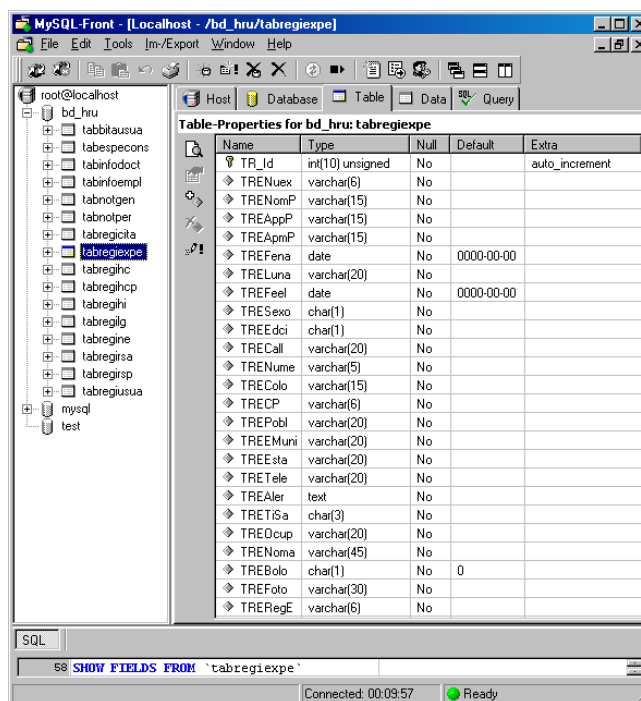 MySQL-Front - [Localhost - /bd_hru/tabregiexpe]
File Edit Tools Im-/Export Window Help
root@localhost
bd_hru
tabbitausua
tabespecons
tabinfodoct
tabinfoempl
tabnotgen
tabnotper
tabregicita
tabregiexpe
tabregihc
tabregihcp
tabregihi
tabregilg
tabregine
tabregirsa
tabregirsp
tabregiusua
mysql
test
Host Database Table Data SQL Query
Table-Properties for bd_hru: tabregiexpe
Name Type Null Default Extra
TR_Id int(10) unsigned No auto_increment
TRENuex varchar(6) No
TRENomP varchar(15) No
TREAppP varchar(15) No
TREApmP varchar(15) No
TREFena date No 0000-00-00
TRELuna varchar(20) No
TREFeel date No 0000-00-00
TRESexo char(1) No
TREEdci char(1) No
TRECall varchar(20) No
TRENume varchar(5) No
TREColo varchar(15) No
TRECP varchar(6) No
TREPobl varchar(20) No
TREEMuni varchar(20) No
TREEsta varchar(20) No
TRETele varchar(20) No
TREAler text No
TRETiSa char(3) No
TREOcup varchar(20) No
TRENoma varchar(45) No
TREBolo char(1) No 0
TREFoto varchar(30) No
TRERegE varchar(6) No
SQL
58 SHOW FIELDS FROM `tabregiexpe`
Connected: 00:09:57 Ready